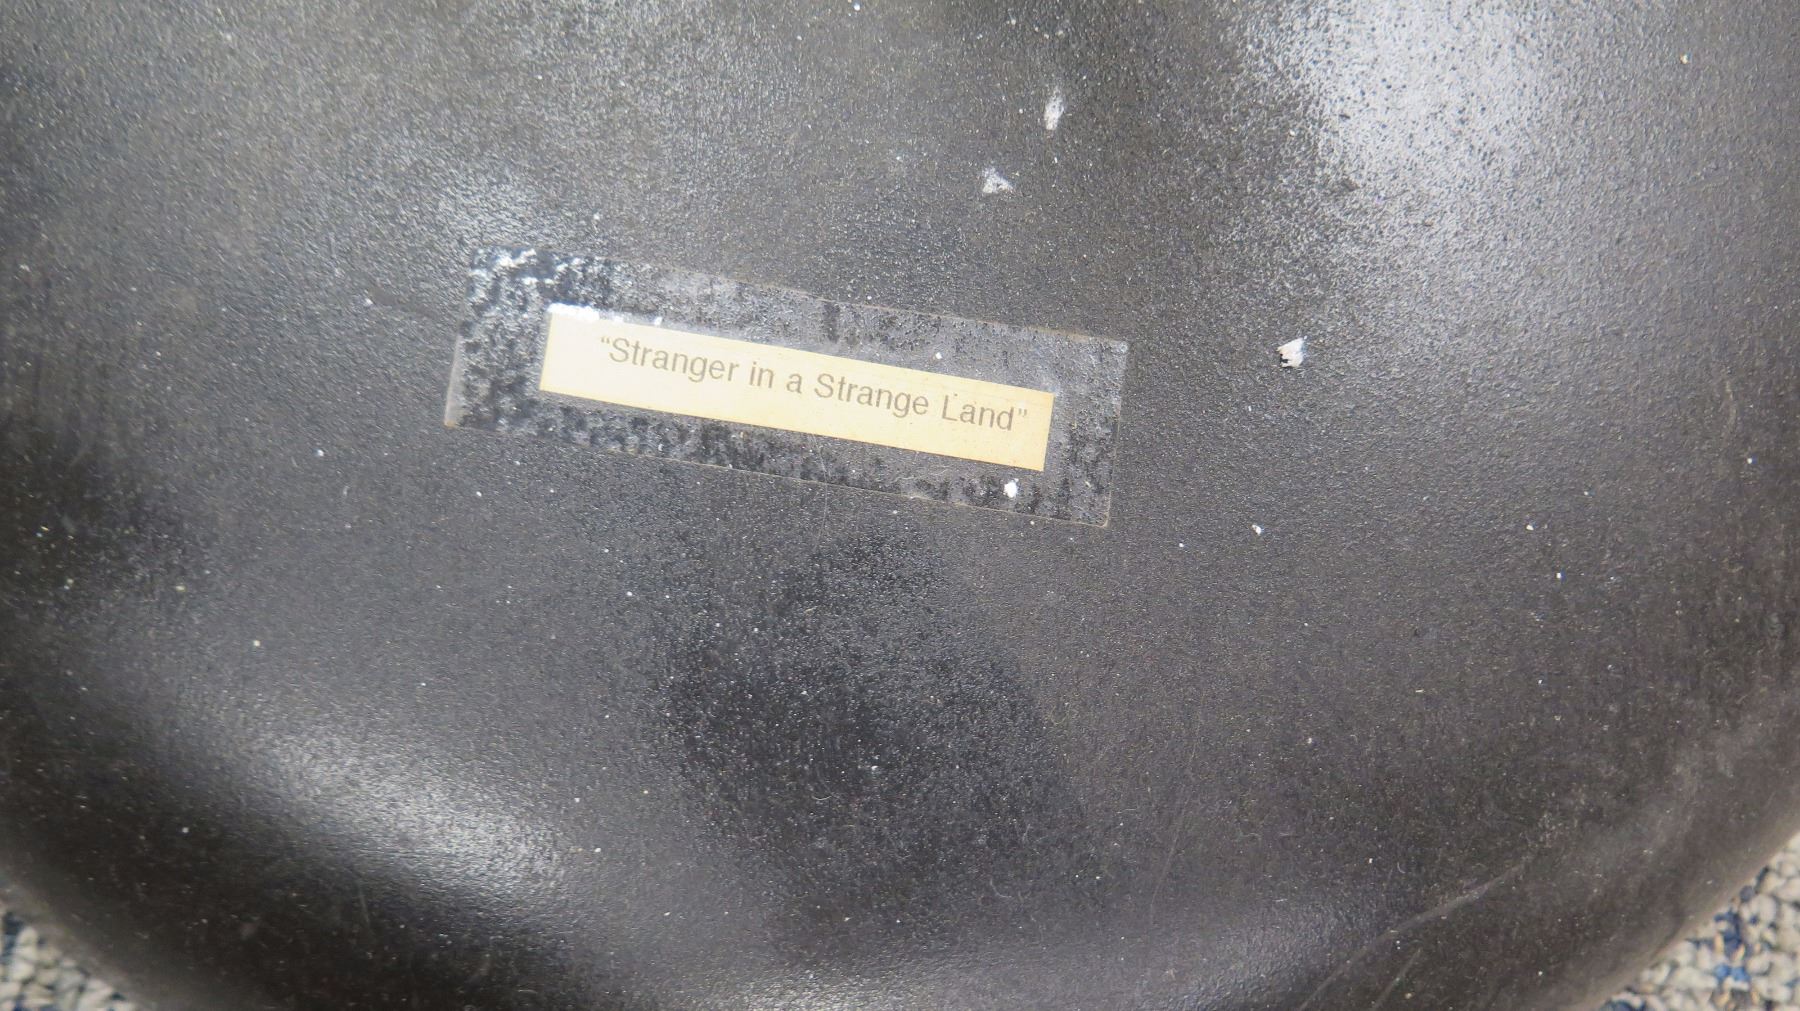 “Stranger in a Strange Land”